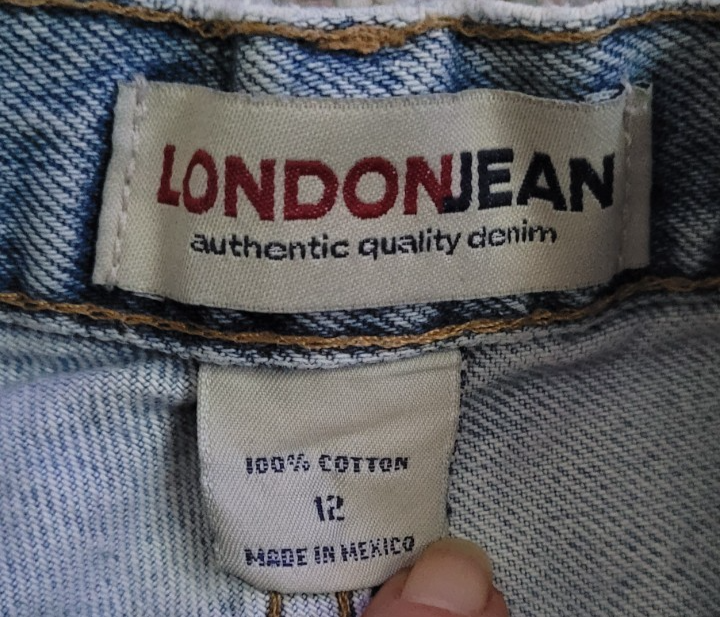 LONDONJEAN
authentic quality denim
100% COTTON
12
MADE IN MEXICO